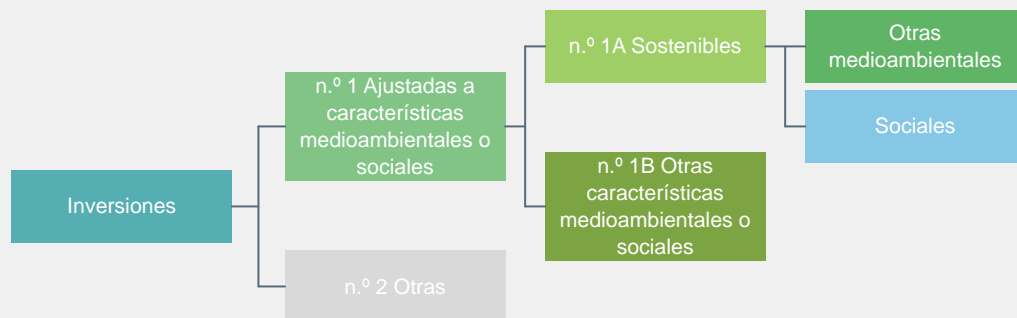 Inversiones
n.º 1 Ajustadas a
características
medioambientales o
sociales
n.º 2 Otras
n.º 1A Sostenibles
n.º 1B Otras
características
medioambientales o
sociales
Otras
medioambientales
Sociales